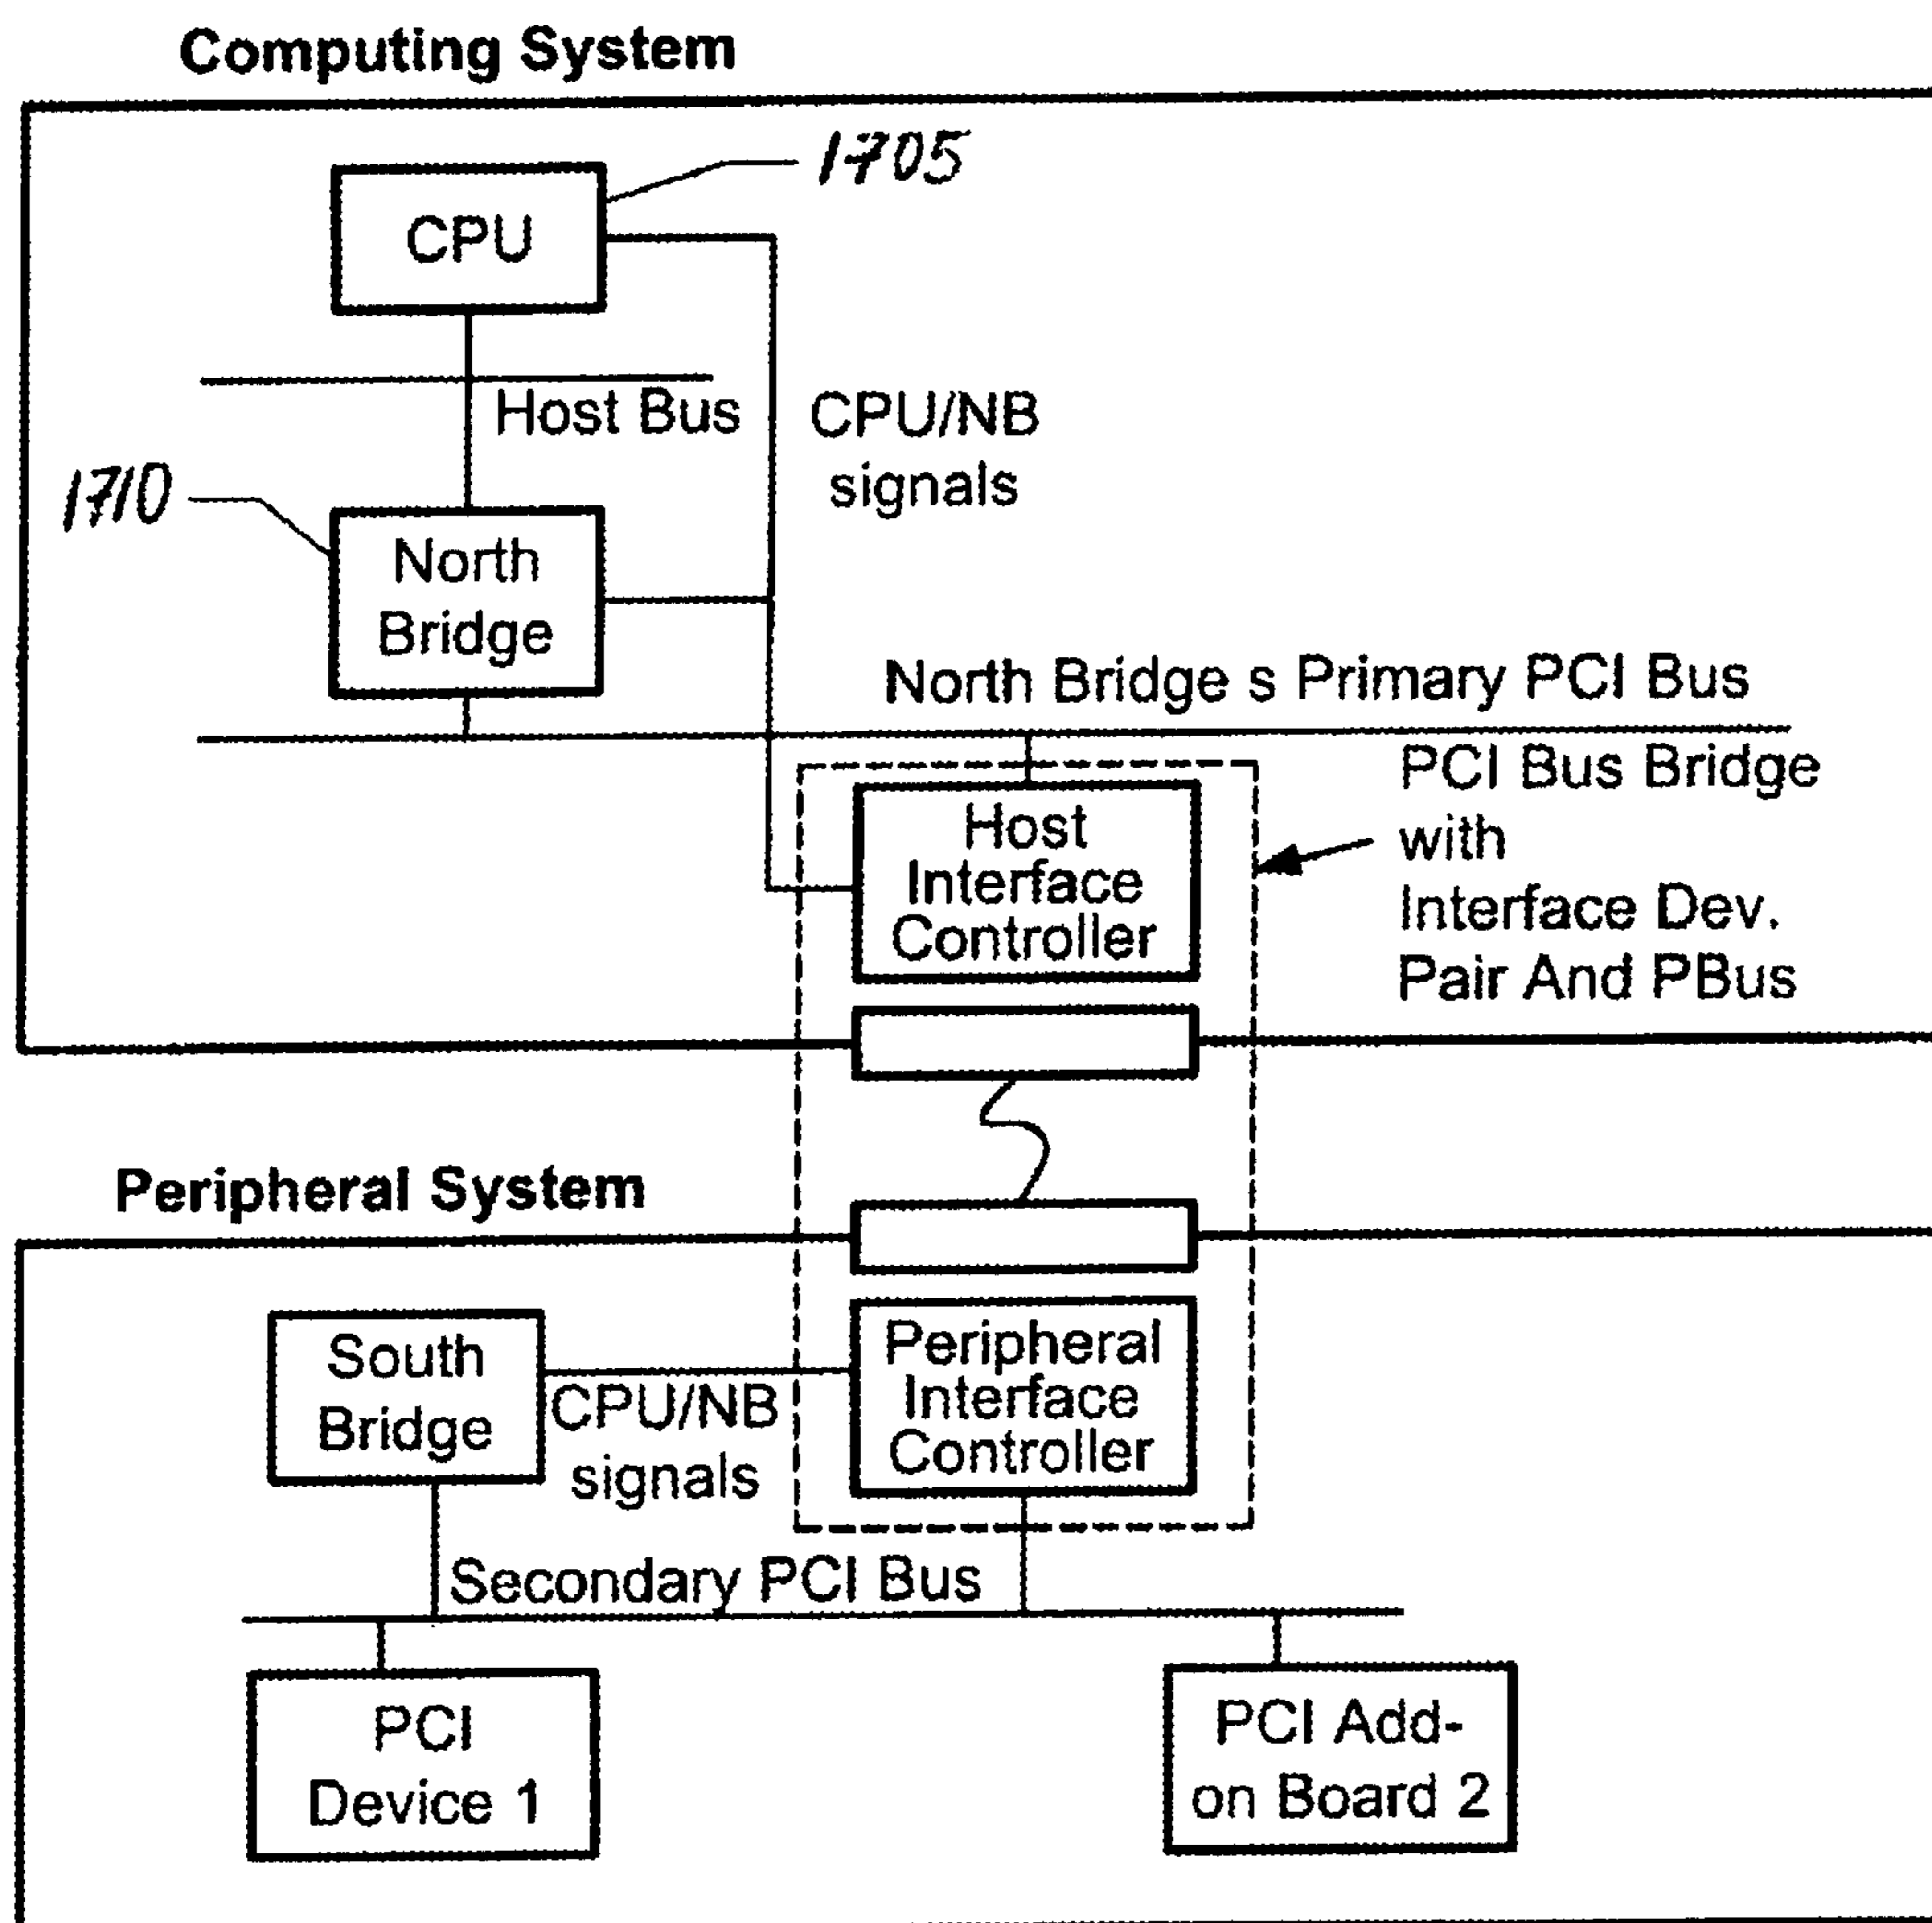 Computing System
1705
CPU
Host Bus
CPU/NB
signals
1710
North
Bridge
North Bridge s Primary PCI Bus
PCI Bus Bridge
with
Interface Dev.
Pair And PBus
Host
Interface
Controller
Peripheral System
South
Bridge
CPU/NB
signals
Peripheral
Interface
Controller
Secondary PCI Bus
PCI
Device 1
PCI Add-
on Board 2